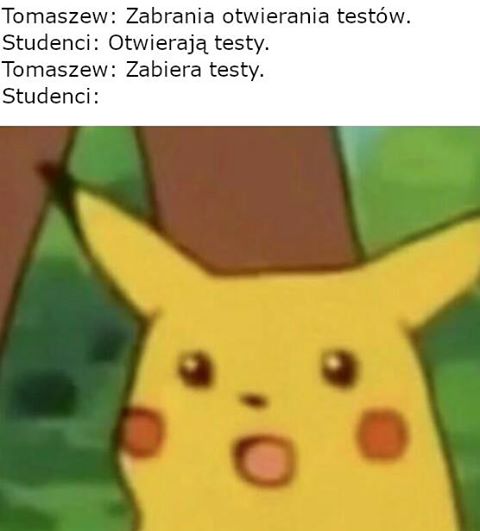 Tomaszew: Zabrania otwierania testów.
Studenci: Otwierają testy.
Tomaszew: Zabiera testy.
Studenci: